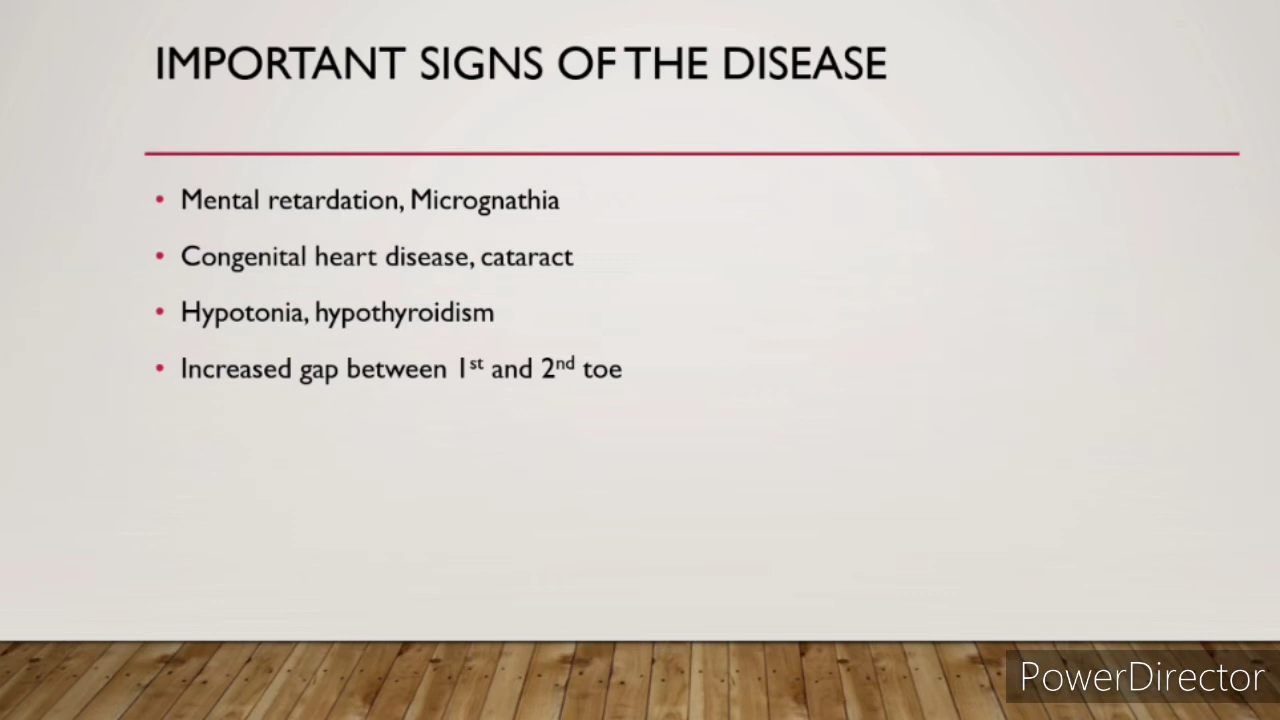 IMPORTANT SIGNS OF THE DISEASE
• Mental retardation, Micrognathia
• Congenital heart disease, cataract
• Hypotonia, hypothyroidism
• Increased gap between 1st and 2nd toe
PowerDirector